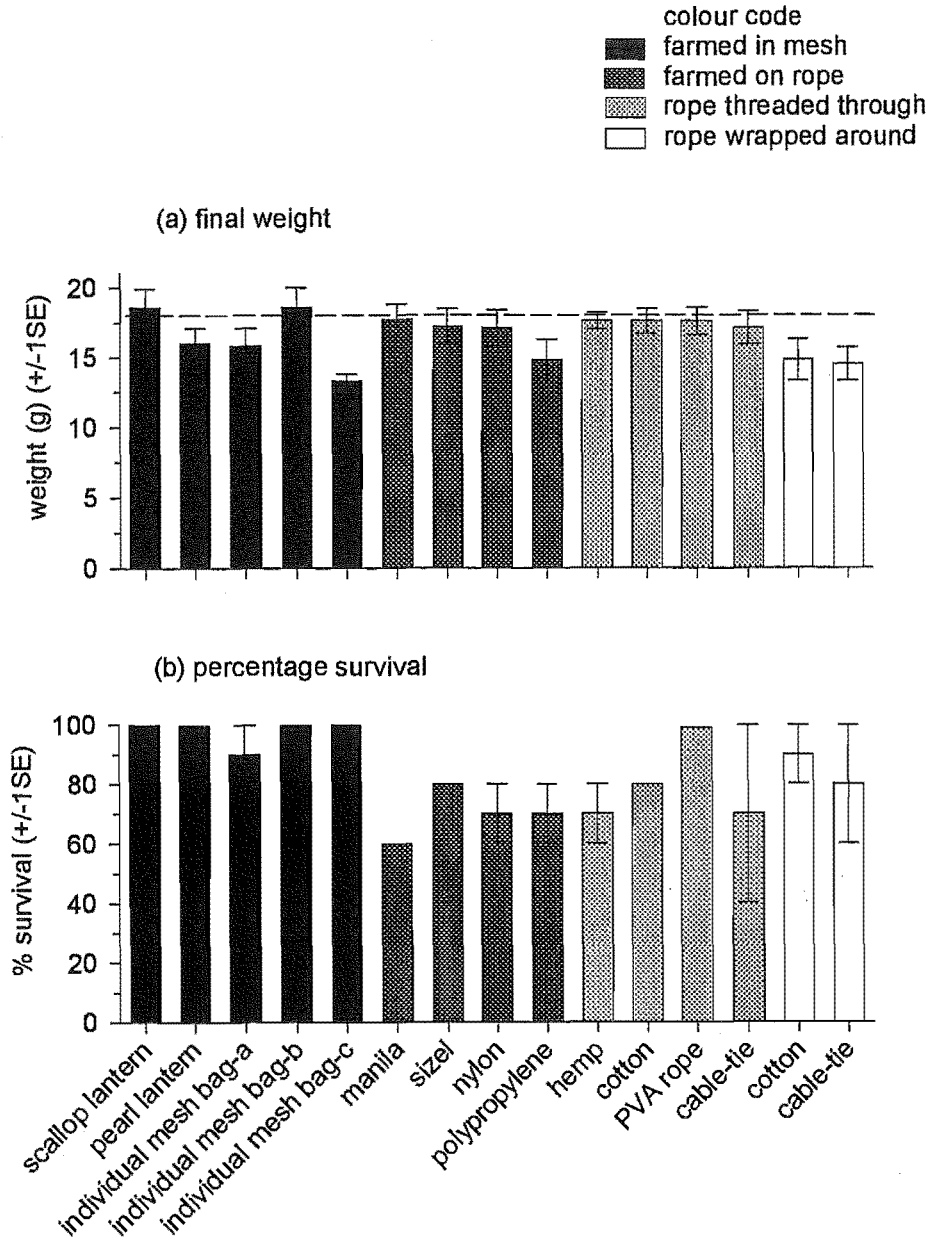 colour code
farmed in mesh
farmed on rope
rope threaded through
rope wrapped around
(a) final weight
weight (g) (+/-1SE)
20
15
10
5
0
(b) percentage survival
% survival (+/-1SE)
100
80
60
40
20
0
scallop lantern
pearl lantern
individual mesh bag-a
individual mesh bag-b
individual mesh bag-c
manila
sizel
nylon
polypropylene
hemp
cotton
PVA rope
cable-tie
cotton
cable-tie